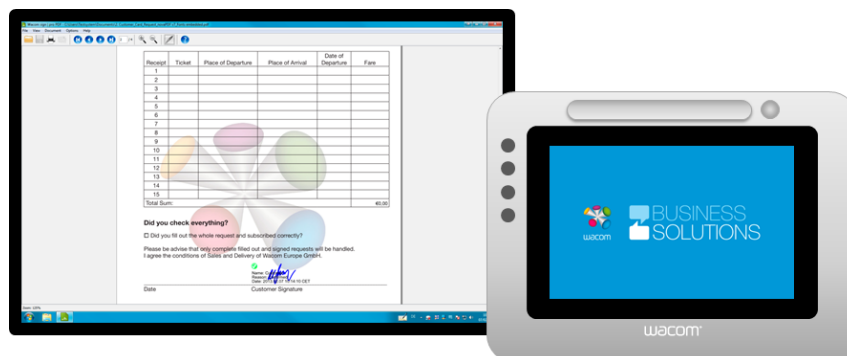 File View Document Options Help
Receipt Ticket Place of Departure Place of Arrival Date of Departure Fare
1
2
3
4
5
6
7
8
9
10
11
12
13
14
15
Total Sum: €0.00
Did you check everything?
Did you fill out the whole request and subscribed correctly?
Please be advise that only complete filled out and signed requests will be handled.
I agree the conditions of Sales and Delivery of Wacom Europe GmbH.
Date Customer Signature
wacom
BUSINESS
SOLUTIONS
wacom